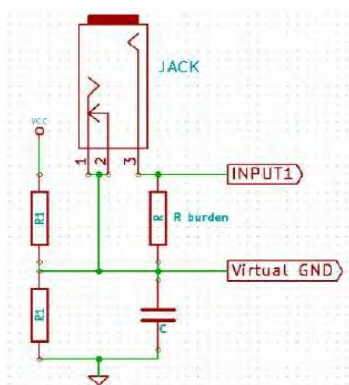 JACK
VCC
1 2 3
INPUT1
R1
R
R burden
Virtual GND
R1
C